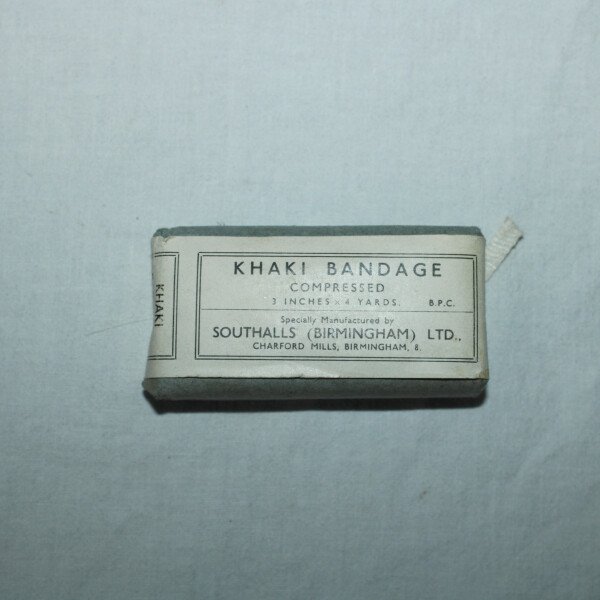 KHAKI BANDAGE
COMPRESSED
3 INCHES x 4 YARDS. B.P.C.
Specially Manufactured by
SOUTHALLS (BIRMINGHAM) LTD.,
CHARFORD MILLS, BIRMINGHAM, 8.
KHAKI